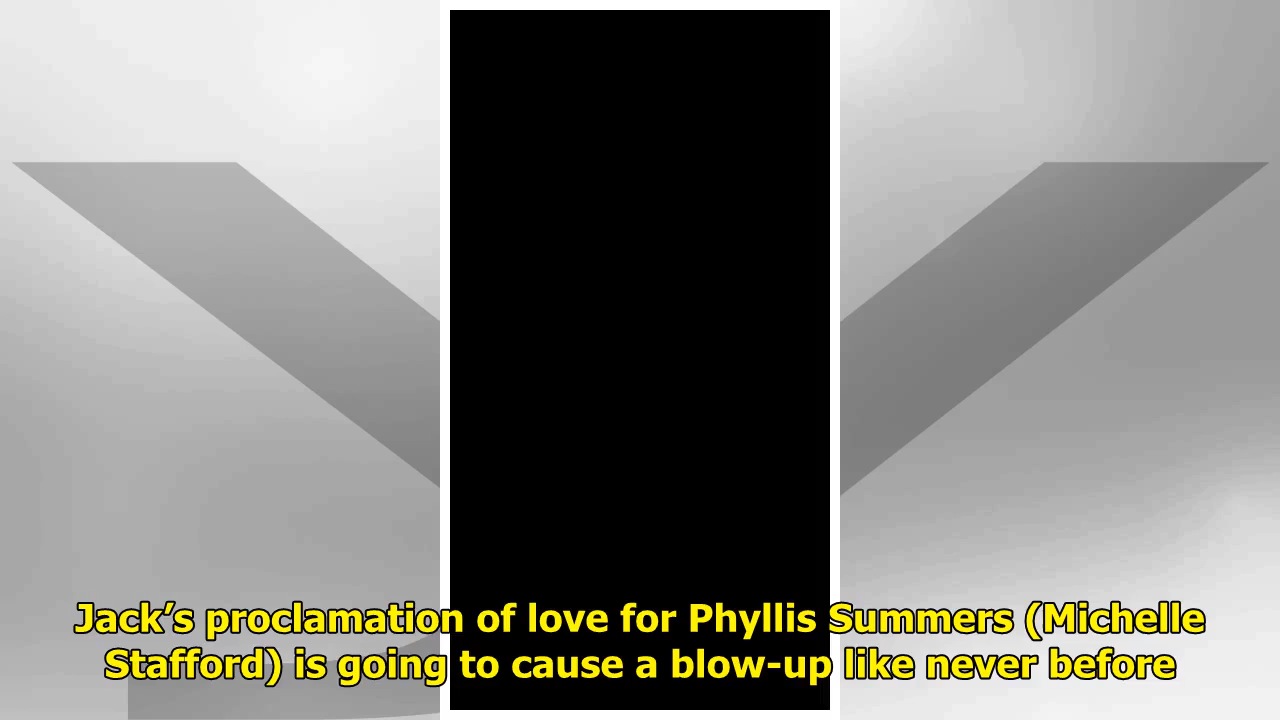 Jack’s proclamation of love for Phyllis Summers (Michelle
Stafford) is going to cause a blow-up like never before